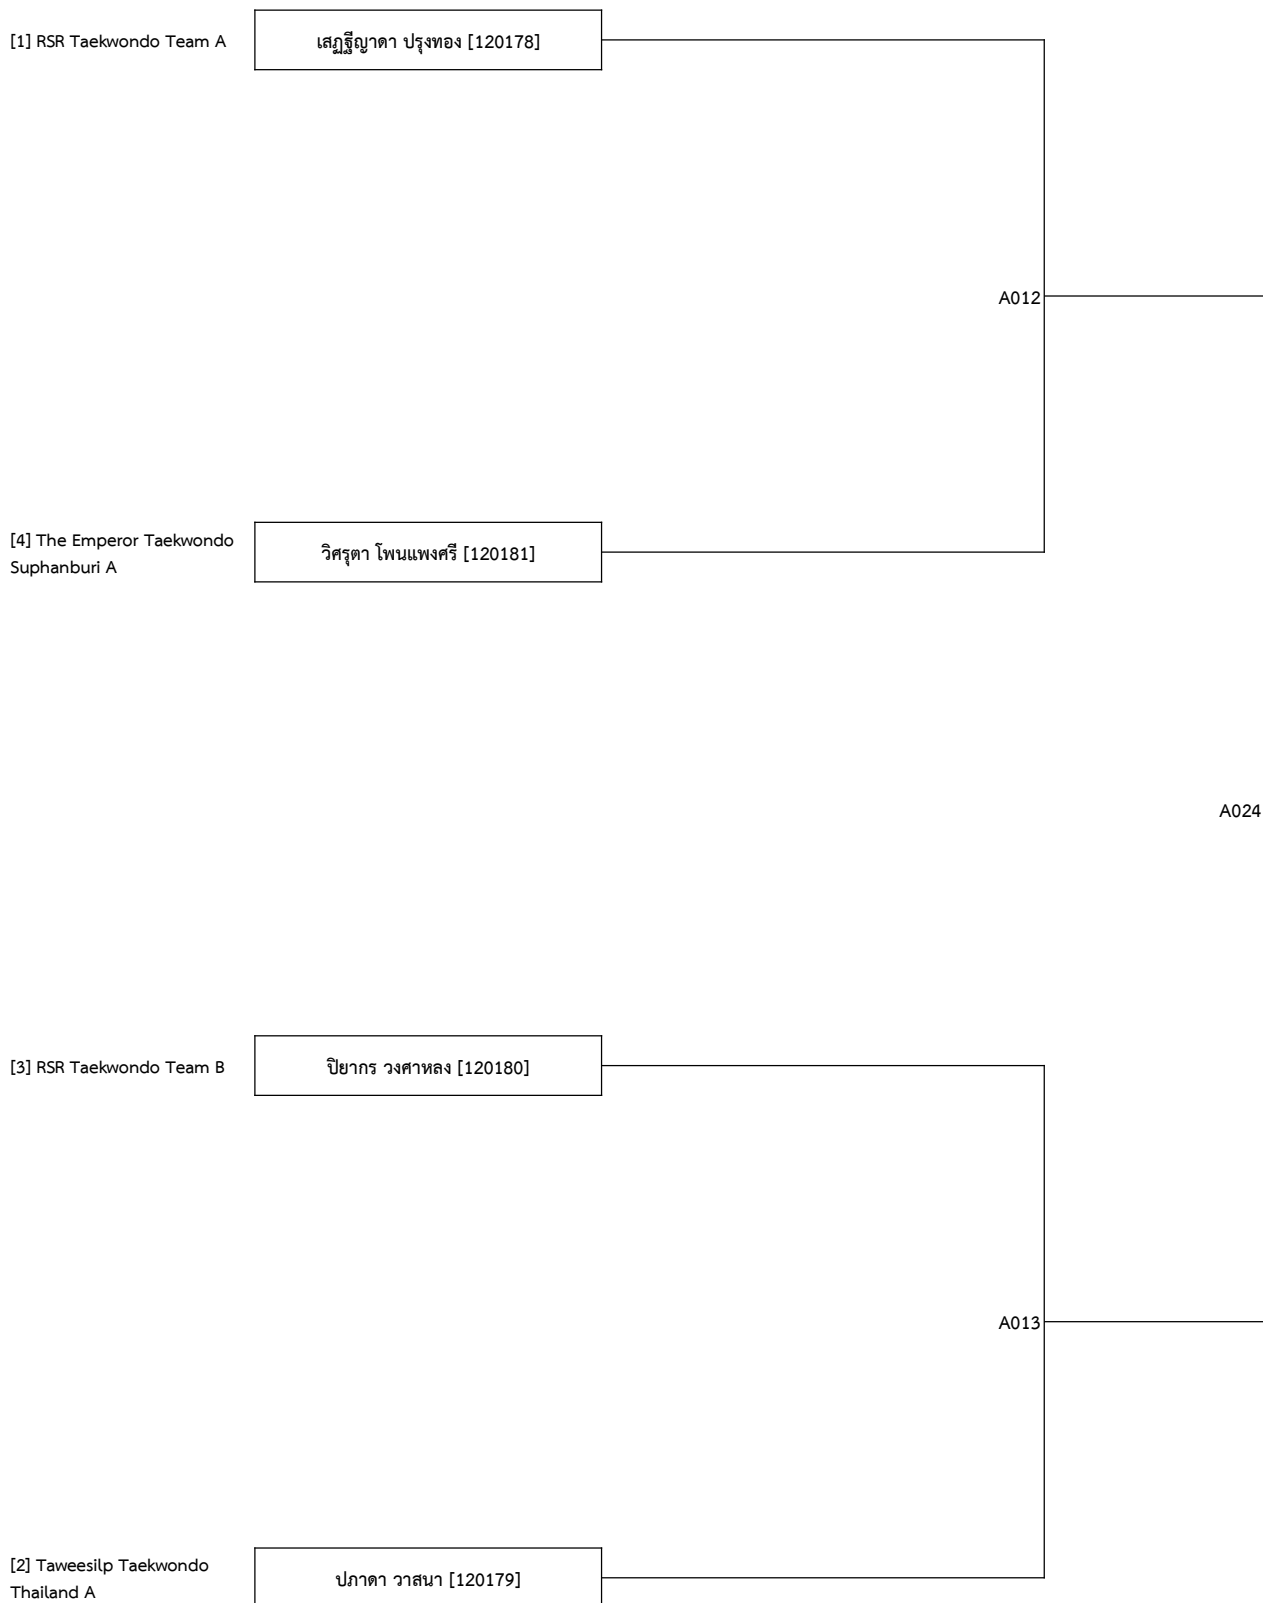 [1] RSR Taekwondo Team A
เสฏฐีญาดา ปรุงทอง [120178]
A012
[4] The Emperor Taekwondo
Suphanburi A
วิศรุตา โพนแพงศรี [120181]
A024
[3] RSR Taekwondo Team B
ปิยากร วงศาหลง [120180]
A013
[2] Taweesilp Taekwondo
Thailand A
ปภาดา วาสนา [120179]